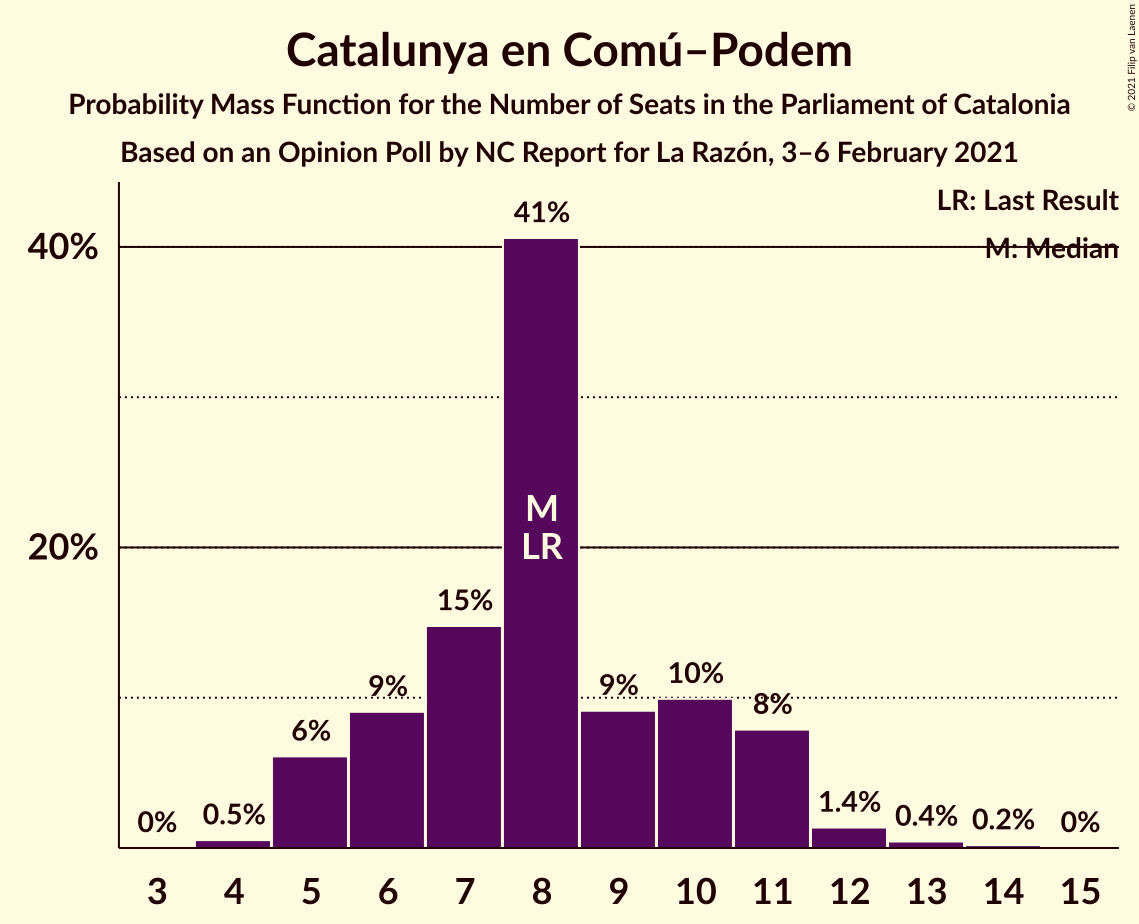 Catalunya en Comú–Podem
Probability Mass Function for the Number of Seats in the Parliament of Catalonia
Based on an Opinion Poll by NC Report for La Razón, 3–6 February 2021
© 2021 Filip van Laenen
LR: Last Result
M: Median
40%
20%
0%
0.5%
6%
9%
15%
41%
9%
10%
8%
1.4%
0.4%
0.2%
0%
M
LR
3 4 5 6 7 8 9 10 11 12 13 14 15